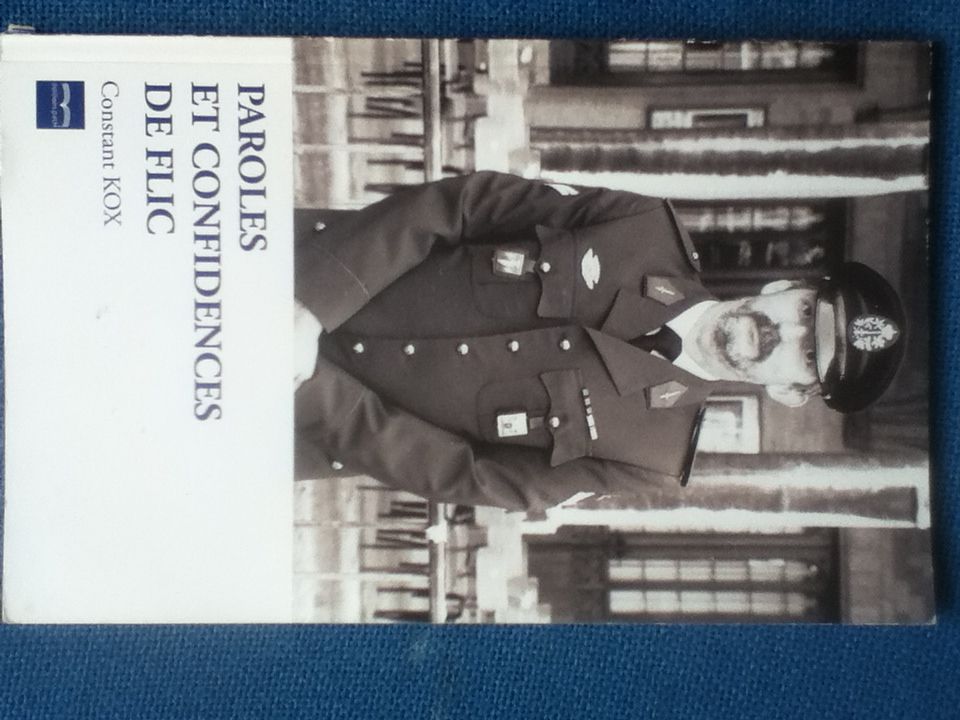 PAROLES
ET CONFIDENCES
DE FLIC
Constant KOX